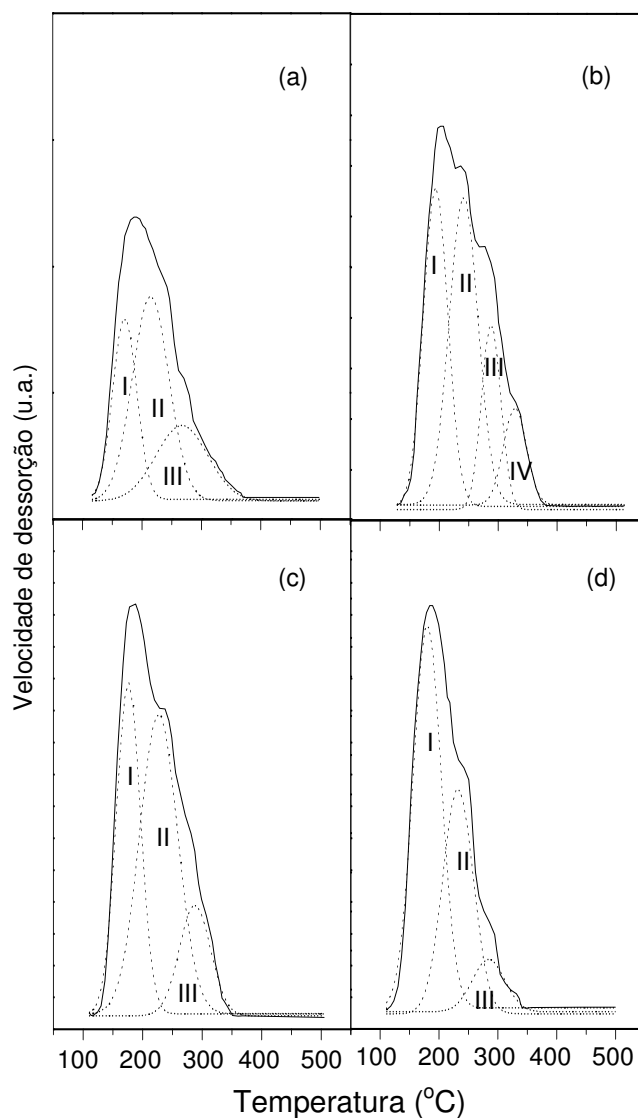 Velocidade de dessorção (u.a.)
(a)
I
II
III
(b)
I
II
III
IV
(c)
I
II
III
(d)
I
II
III
100 200 300 400 500
100 200 300 400 500
Temperatura (°C)